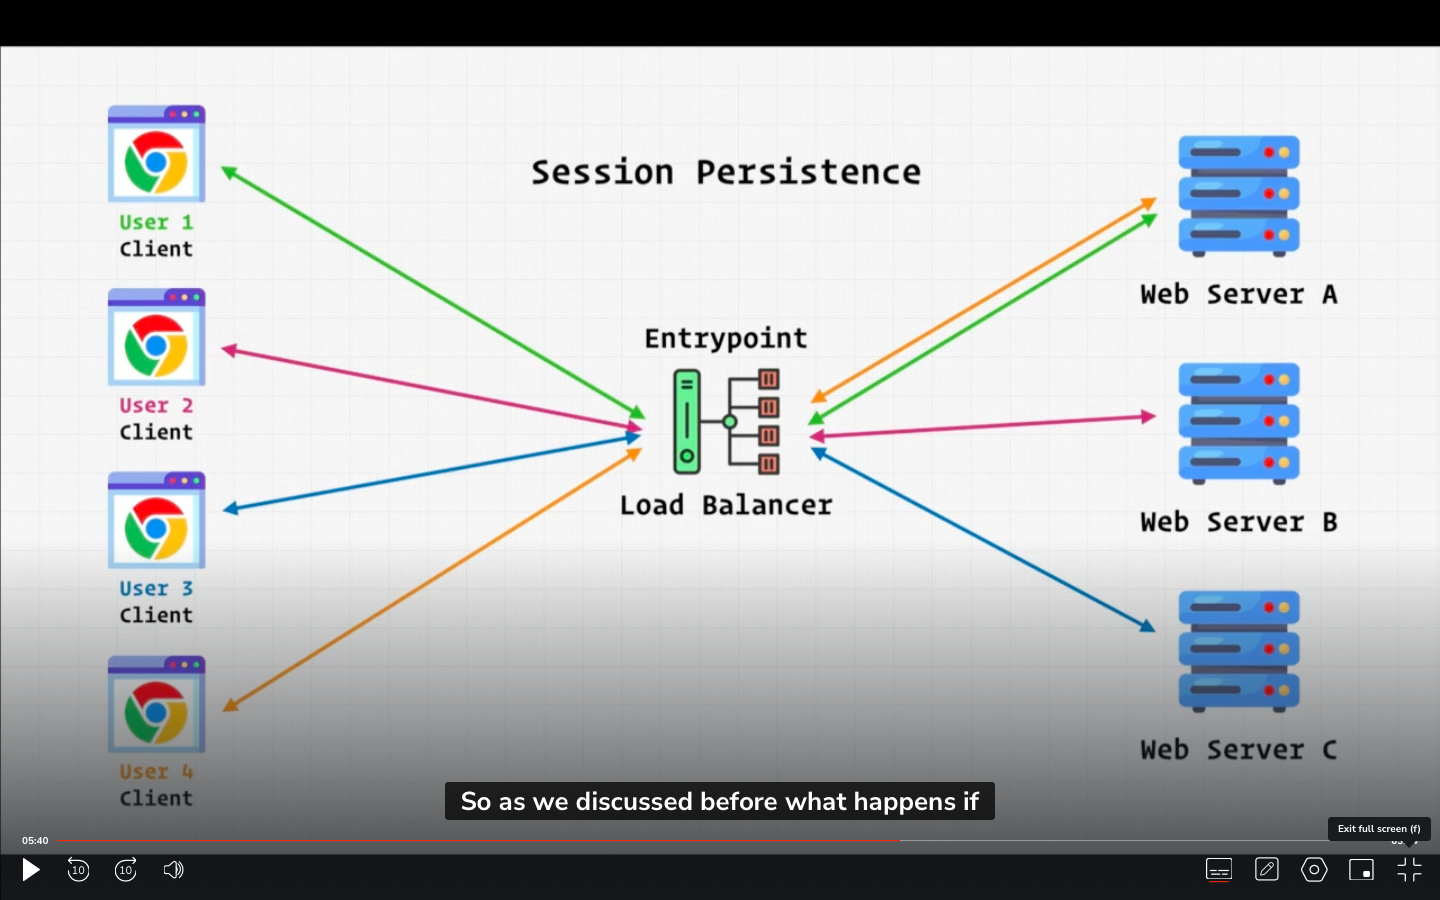 Session Persistence
User 1
Client
User 2
Client
User 3
Client
User 4
Client
Entrypoint
Load Balancer
Web Server A
Web Server B
Web Server C
So as we discussed before what happens if
Exit full screen (f)
05:40
10
10